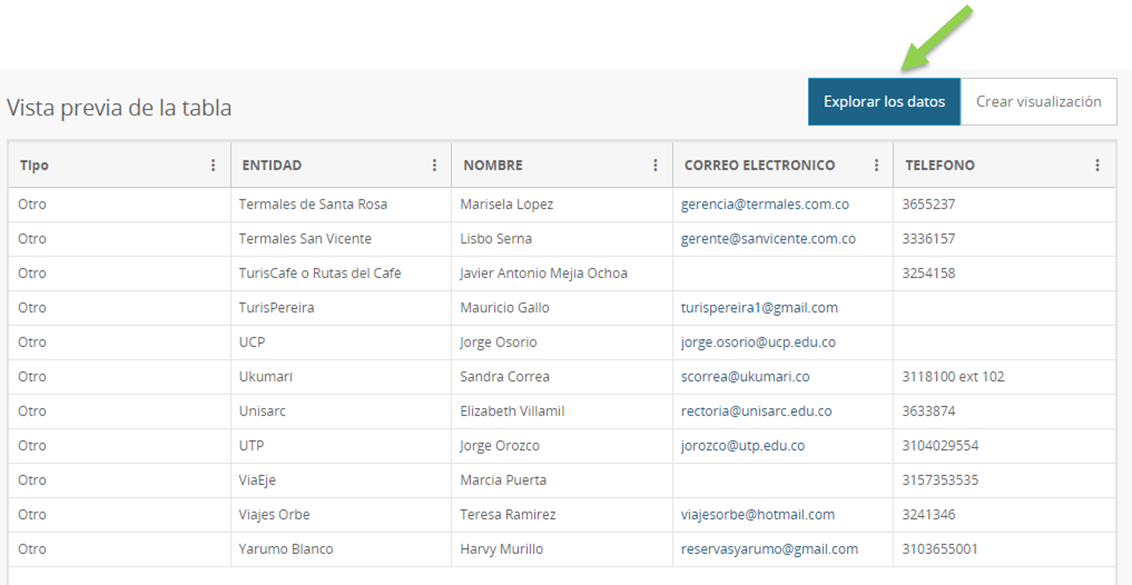 Vista previa de la tabla
Explorar los datos
Crear visualización
Tipo ENTIDAD NOMBRE CORREO ELECTRONICO TELEFONO
Otro Termales de Santa Rosa Marisela Lopez gerencia@termales.com.co 3655237
Otro Termales San Vicente Lisbo Serna gerente@sanvicente.com.co 3336157
Otro TurisCafé o Rutas del Café Javier Antonio Mejia Ochoa 3254158
Otro TurisPereira Mauricio Gallo turispereira1@gmail.com
Otro UCP Jorge Osorio jorge.osorio@ucp.edu.co
Otro Ukumarí Sandra Correa scorrea@ukumari.co 3118100 ext 102
Otro Unisarc Elizabeth Villamil rectoria@unisarc.edu.co 3633874
Otro UTP Jorge Orozco jorozco@utp.edu.co 3104029554
Otro ViaEje Marcia Puerta 3157353535
Otro Viajes Orbe Teresa Ramirez viajesorbe@hotmail.com 3241346
Otro Yarumo Blanco Harvy Murillo reservasyarumo@gmail.com 3103655001